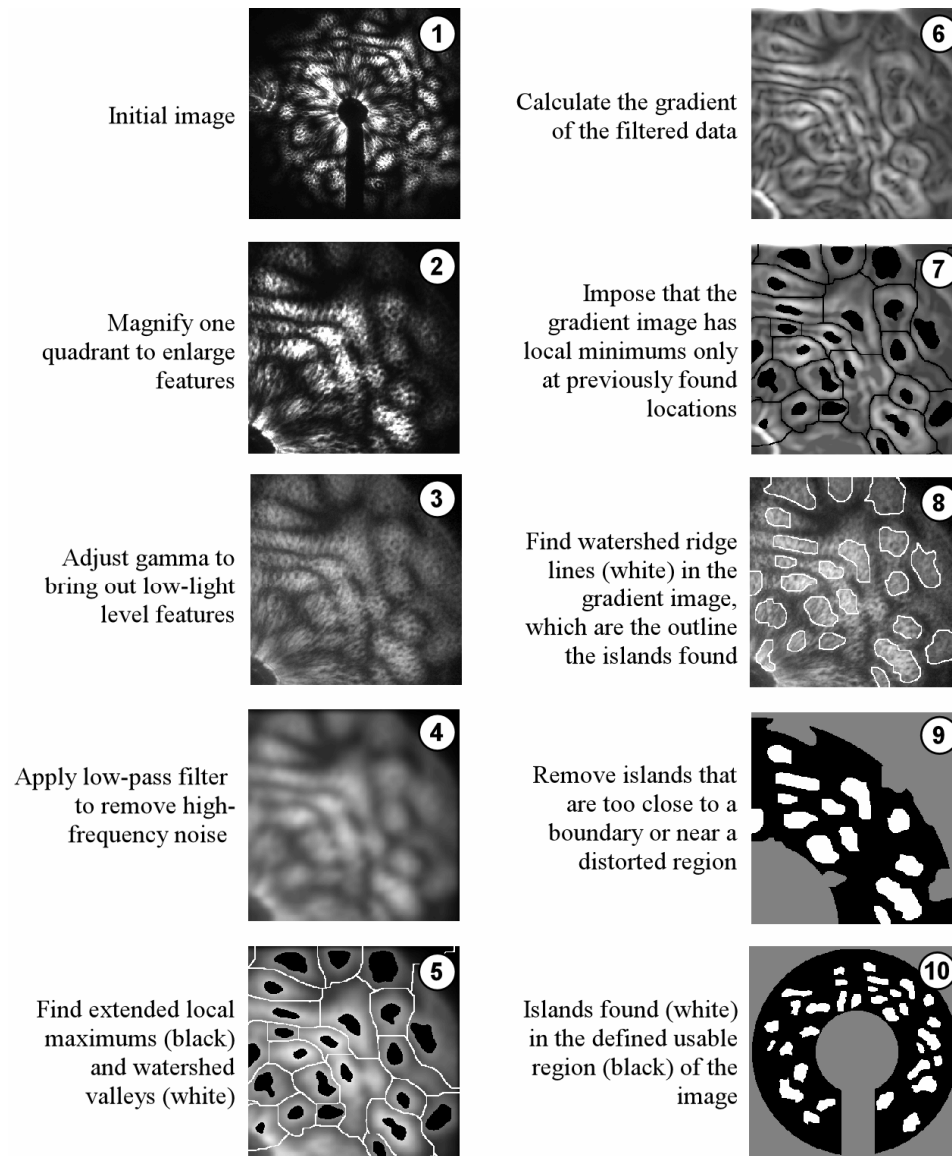 1
Initial image
2
Magnify one
quadrant to enlarge
features
3
Adjust gamma to
bring out low-light
level features
4
Apply low-pass filter
to remove high-
frequency noise
5
Find extended local
maximums (black)
and watershed
valleys (white)
6
Calculate the gradient
of the filtered data
7
Impose that the
gradient image has
local minimums only
at previously found
locations
8
Find watershed ridge
lines (white) in the
gradient image,
which are the outline
the islands found
9
Remove islands that
are too close to a
boundary or near a
distorted region
10
Islands found (white)
in the defined usable
region (black) of the
image